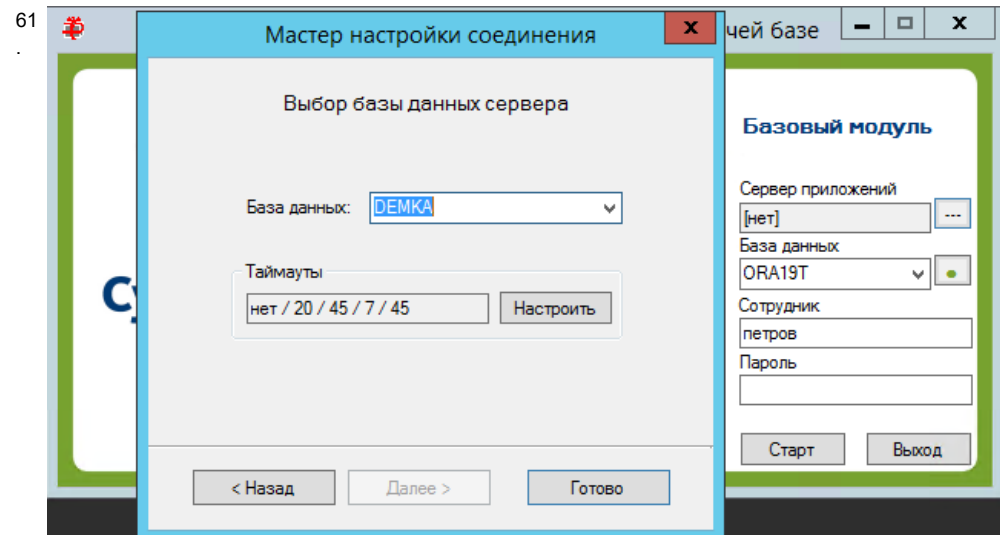 61
.
Мастер настройки соединения
чей базе
Выбор базы данных сервера
База данных: DEMKA
Таймауты
нет / 20 / 45 / 7 / 45 Настроить
< Назад Далее > Готово
Базовый модуль
Сервер приложений
[нет] ---
База данных
ORA19T
Сотрудник
петров
Пароль
Старт Выход